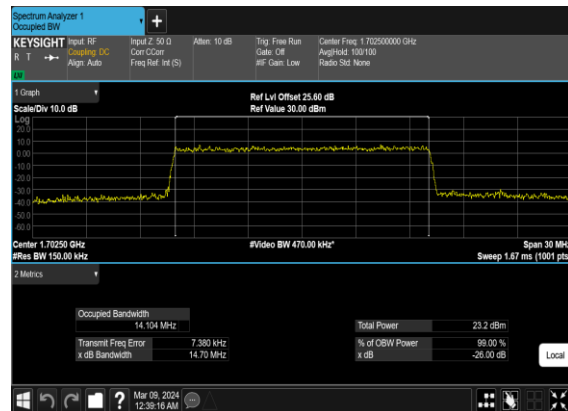 Spectrum Analyzer 1
Occupied BW
+
KEYSIGHT Input: RF Input Z: 50 Ω Atten: 10 dB Trig: Free Run Center Freq: 1.702500000 GHz
R T Coupling: DC Corr CCorr Gate: Off Avg|Hold: 100/100
Align: Auto Freq Ref: Int (S) #IF Gain: Low Radio Std: None
LW
1 Graph
Ref Lvl Offset 25.60 dB
Scale/Div 10.0 dB Ref Value 30.00 dBm
Log
20.0
10.0
0.00
-10.0
-20.0
-30.0
-40.0
-50.0
-60.0
Center 1.70250 GHz #Video BW 470.00 kHz* Span 30 MHz
#Res BW 150.00 kHz Sweep 1.67 ms (1001 pts)
2 Metrics
Occupied Bandwidth
14.104 MHz Total Power 23.2 dBm
Transmit Freq Error 7.380 kHz % of OBW Power 99.00 %
x dB Bandwidth 14.70 MHz x dB -26.00 dB
Local
? Mar 09, 2024
12:39:16 AM